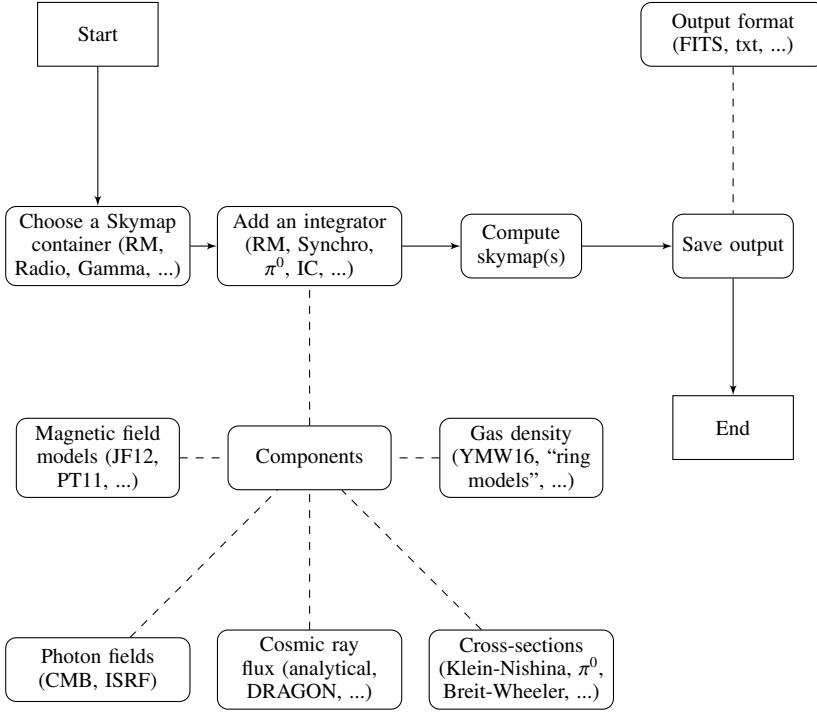 Start
Output format
(FITS, txt, ...)
Choose a Skymap
container (RM,
Radio, Gamma, ...)
Add an integrator
(RM, Synchro,
π⁰, IC, ...)
Compute
skymap(s)
Save output
Magnetic field
models (JF12,
PT11, ...)
Components
Gas density
(YMW16, “ring
models”, ...)
End
Photon fields
(CMB, ISRF)
Cosmic ray
flux (analytical,
DRAGON, ...)
Cross-sections
(Klein-Nishina, π⁰,
Breit-Wheeler, ...)